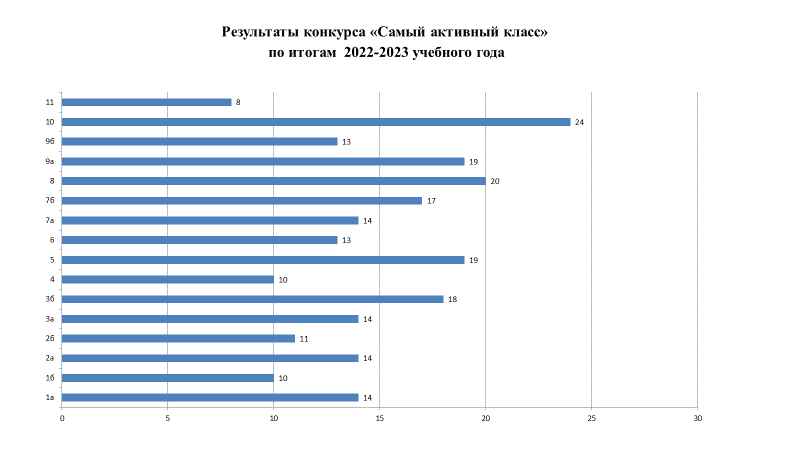 Результаты конкурса «Самый активный класс»
по итогам 2022-2023 учебного года
11 8
10 24
9б 13
9а 19
8 20
7б 17
7а 14
6 13
5 19
4 10
3б 18
3а 14
2б 11
2а 14
1б 10
1а 14
0 5 10 15 20 25 30